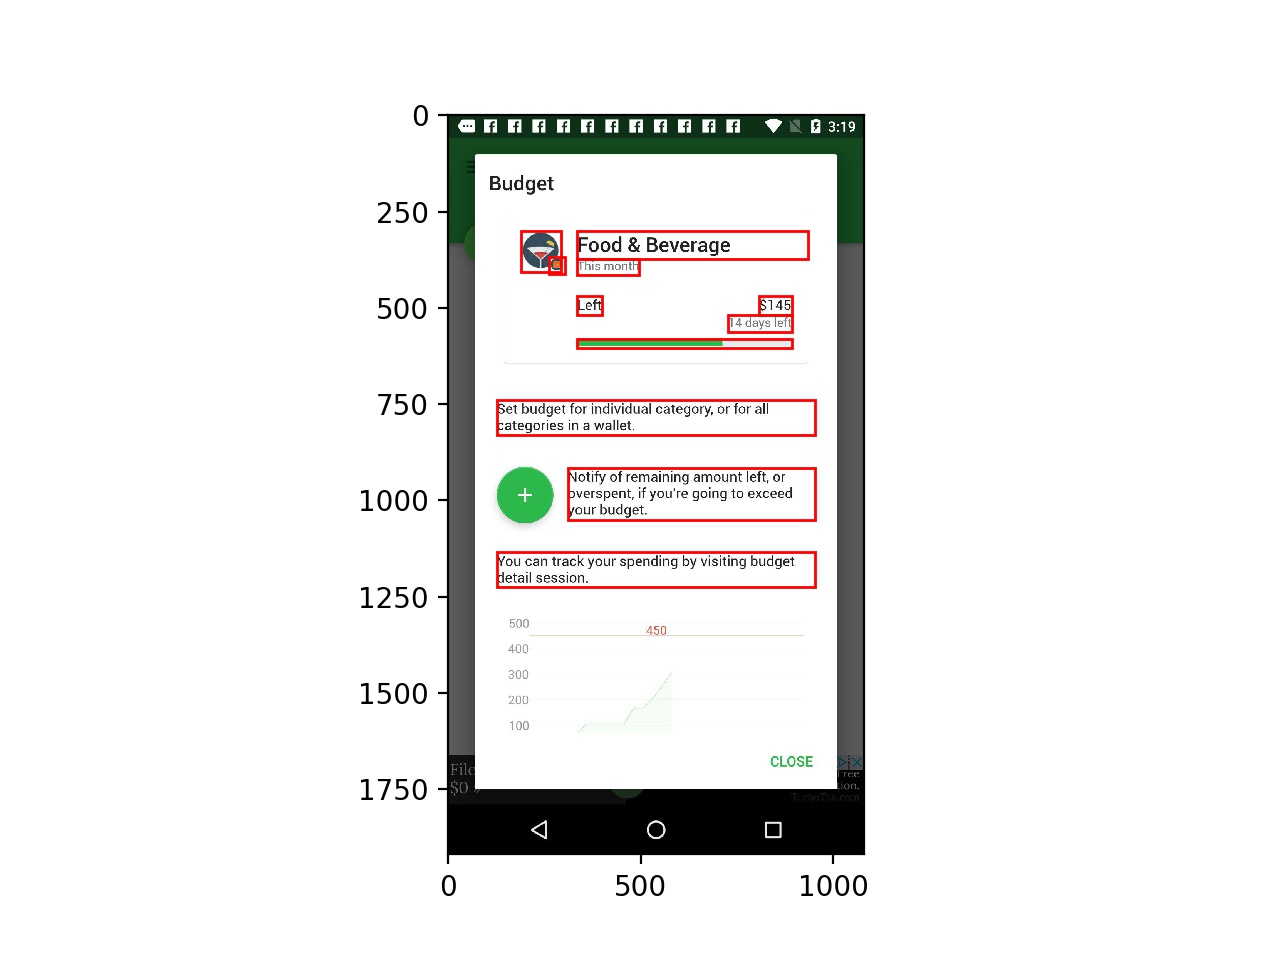 0
250
500
750
1000
1250
1500
1750
3:19
Budget
Food & Beverage
This month
Left
$145
14 days left
Set budget for individual category, or for all
categories in a wallet.
+
Notify of remaining amount left, or
overspent, if you're going to exceed
your budget.
You can track your spending by visiting budget
detail session.
500
450
400
300
200
100
CLOSE
$0
TurboTax.com
0
500
1000